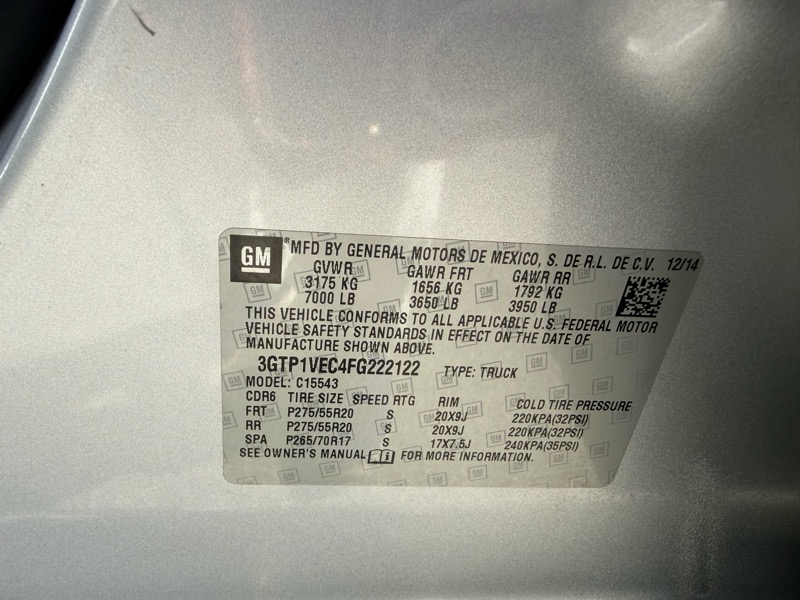 GM ® MFD BY GENERAL MOTORS DE MEXICO, S. DE R.L. DE C.V. 12/14
GVWR GAWR FRT GAWR RR
3175 KG 1656 KG 1792 KG
7000 LB 3650 LB 3950 LB
THIS VEHICLE CONFORMS TO ALL APPLICABLE U.S. FEDERAL MOTOR
VEHICLE SAFETY STANDARDS IN EFFECT ON THE DATE OF
MANUFACTURE SHOWN ABOVE.
3GTP1VEC4FG222122 TYPE: TRUCK
MODEL: C15543
CDR6 TIRE SIZE SPEED RTG RIM COLD TIRE PRESSURE
FRT P275/55R20 S 20X9J 220KPA(32PSI)
RR P275/55R20 S 20X9J 220KPA(32PSI)
SPA P265/70R17 S 17X7.5J 240KPA(35PSI)
SEE OWNER'S MANUAL FOR MORE INFORMATION.